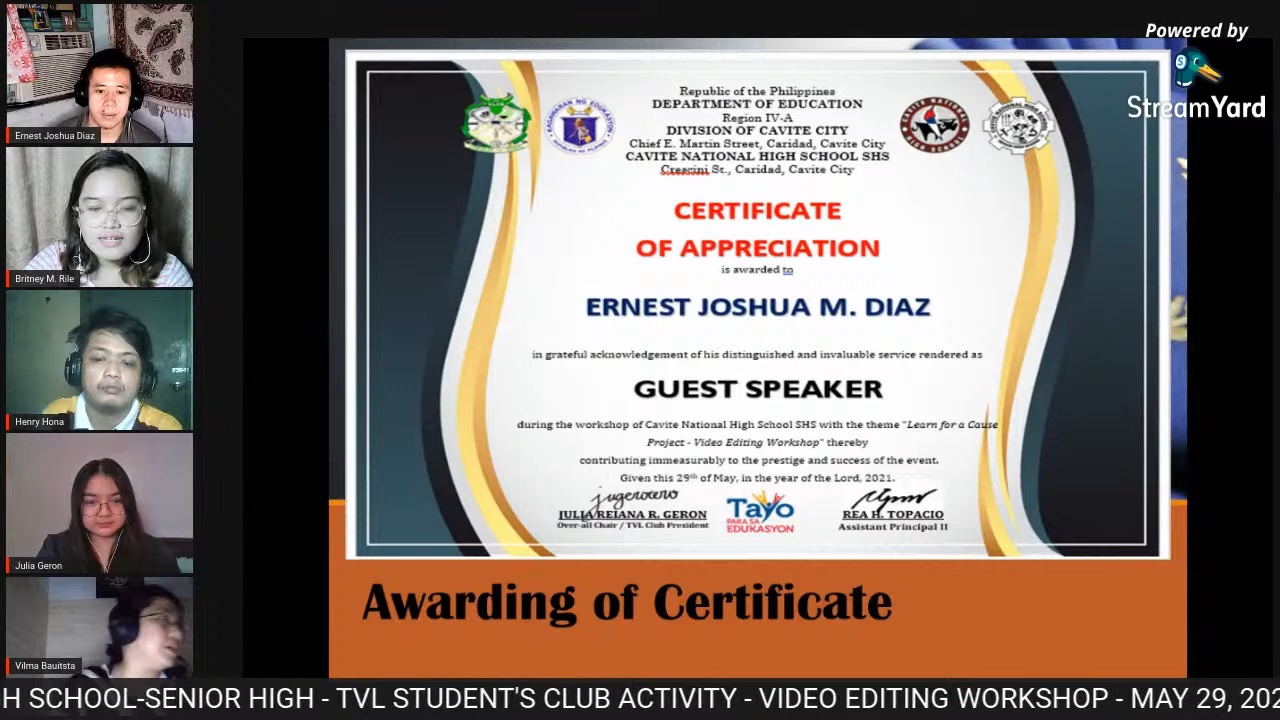 Powered by
StreamYard
Ernest Joshua Diaz
Britney M. Rile
Henry Hona
Julia Geron
Vilma Bauitsta
Republic of the Philippines
DEPARTMENT OF EDUCATION
Region IV-A
DIVISION OF CAVITE CITY
Chief E. Martin Street, Caridad, Cavite City
CAVITE NATIONAL HIGH SCHOOL SHS
Crescini St., Caridad, Cavite City
CERTIFICATE
OF APPRECIATION
is awarded to
ERNEST JOSHUA M. DIAZ
in grateful acknowledgement of his distinguished and invaluable service rendered as
GUEST SPEAKER
during the workshop of Cavite National High School SHS with the theme "Learn for a Cause
Project - Video Editing Workshop" thereby
contributing immeasurably to the prestige and success of the event.
Given this 29th of May, in the year of the Lord, 2021.
JULIA REIANA R. GERON
Over-all Chair / TVL Club President
Tayo
PARA SA
EDUKASYON
REA H. TOPACIO
Assistant Principal II
Awarding of Certificate
H SCHOOL-SENIOR HIGH - TVL STUDENT'S CLUB ACTIVITY - VIDEO EDITING WORKSHOP - MAY 29, 202